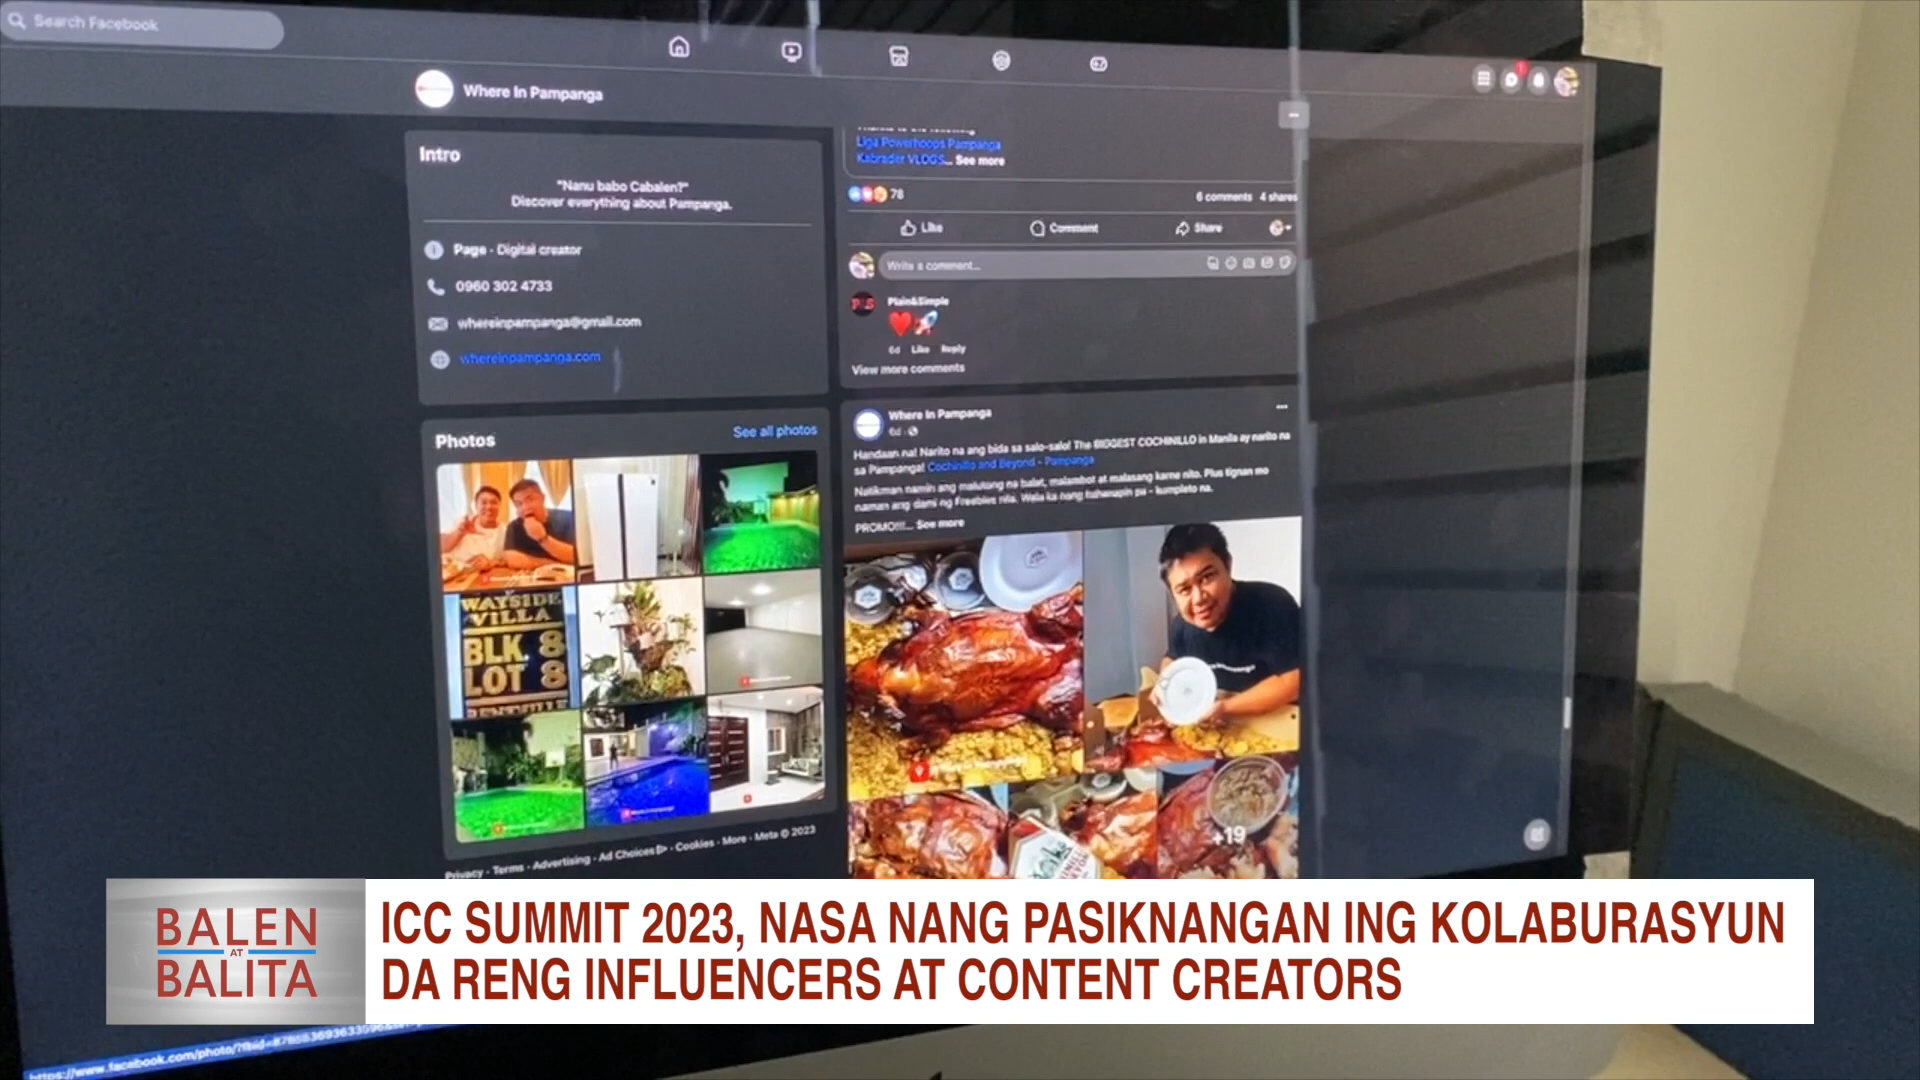 Search Facebook
Where In Pampanga
Intro
"Nanu babo Cabalen?"
Discover everything about Pampanga.
Page · Digital creator
0960 302 4733
whereinpampanga@gmail.com
whereinpampanga.com
Photos
See all photos
WAYSIDE
VILLA
BLK 8
LOT 8
Privacy · Terms · Advertising · Ad Choices · Cookies · More · Meta © 2023
Liga Powerhoops Pampanga
Kabrader VLOGS... See more
78
6 comments 4 shares
Like
Comment
Share
Write a comment...
Plain&Simple
6d Like Reply
View more comments
Where In Pampanga
6d
Handaan na! Narito na ang bida sa salo-salo! The BIGGEST COCHINILLO in Manila ay narito na
sa Pampanga! Cochinillo and Beyond - Pampanga
Natikman namin ang malutong na balat, malambot at malasang karne nito. Plus tignan mo
naman ang dami ng Freebies nila. Wala ka nang hahanapin pa - kumpleto na.
PROMO!!!... See more
+19
BALEN
AT
BALITA
ICC SUMMIT 2023, NASA NANG PASIKNANGAN ING KOLABURASYUN
DA RENG INFLUENCERS AT CONTENT CREATORS